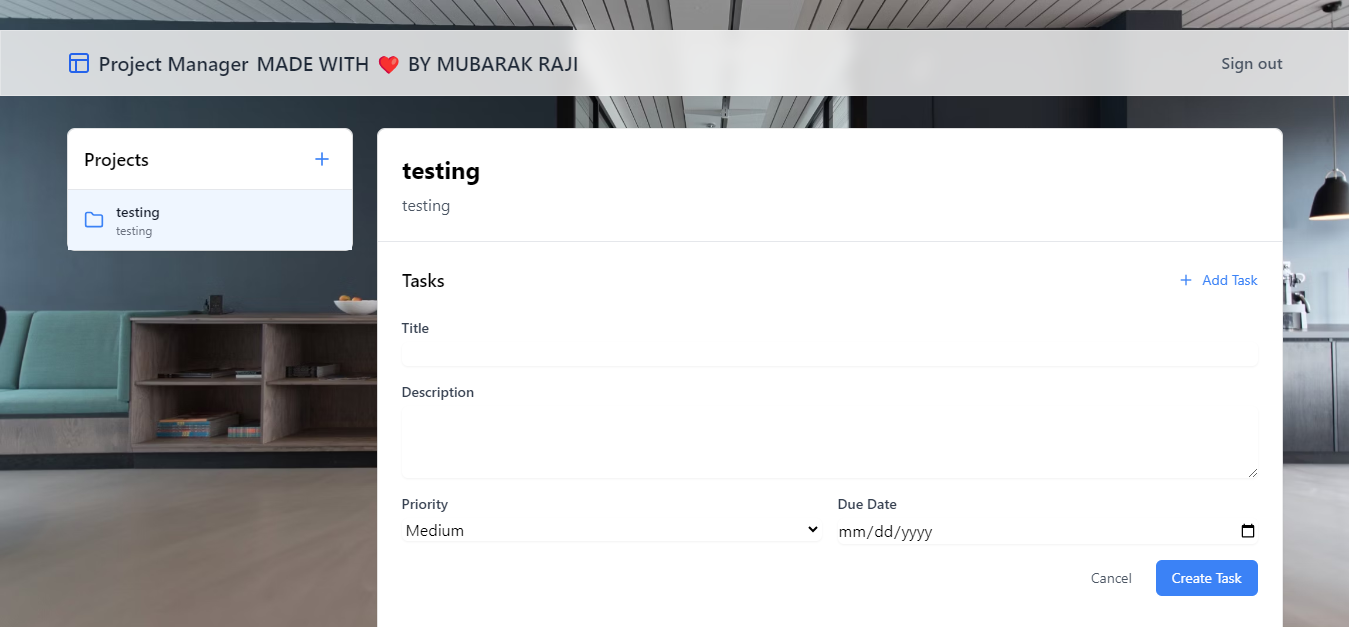 Project Manager MADE WITH ❤️ BY MUBARAK RAJI
Sign out
Projects
testing
testing
testing
testing
Tasks
Add Task
Title
Description
Priority
Due Date
Medium
mm/dd/yyyy
Cancel
Create Task